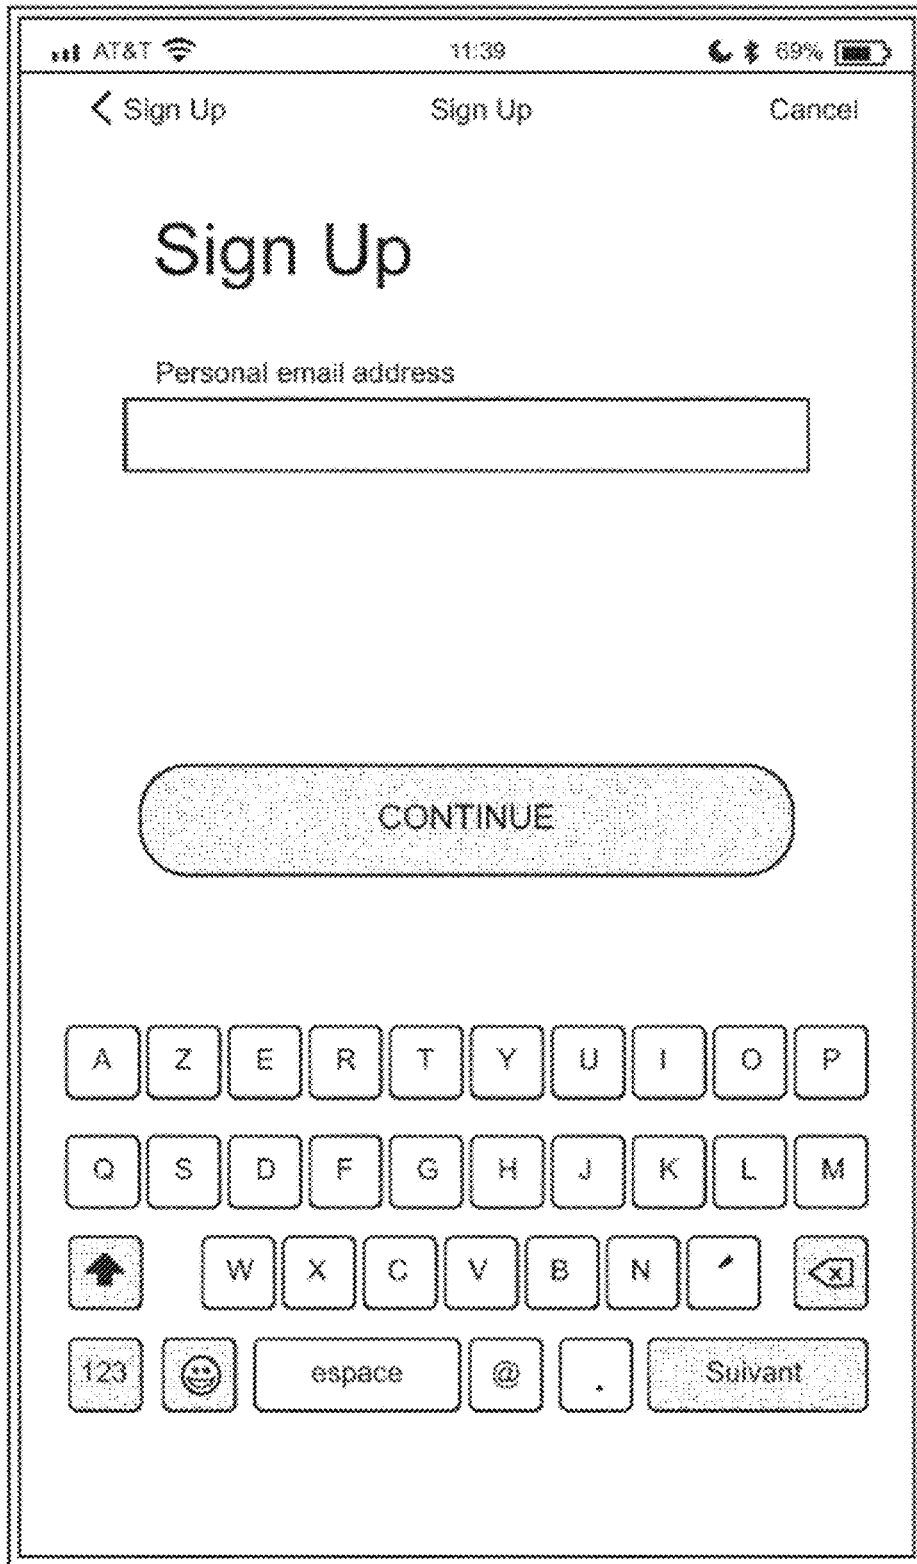 AT&T 11:39 69%
Sign Up Sign Up Cancel
Sign Up
Personal email address
CONTINUE
A Z E R T Y U I O P
Q S D F G H J K L M
W X C V B N ´
123 espace @ . Suivant